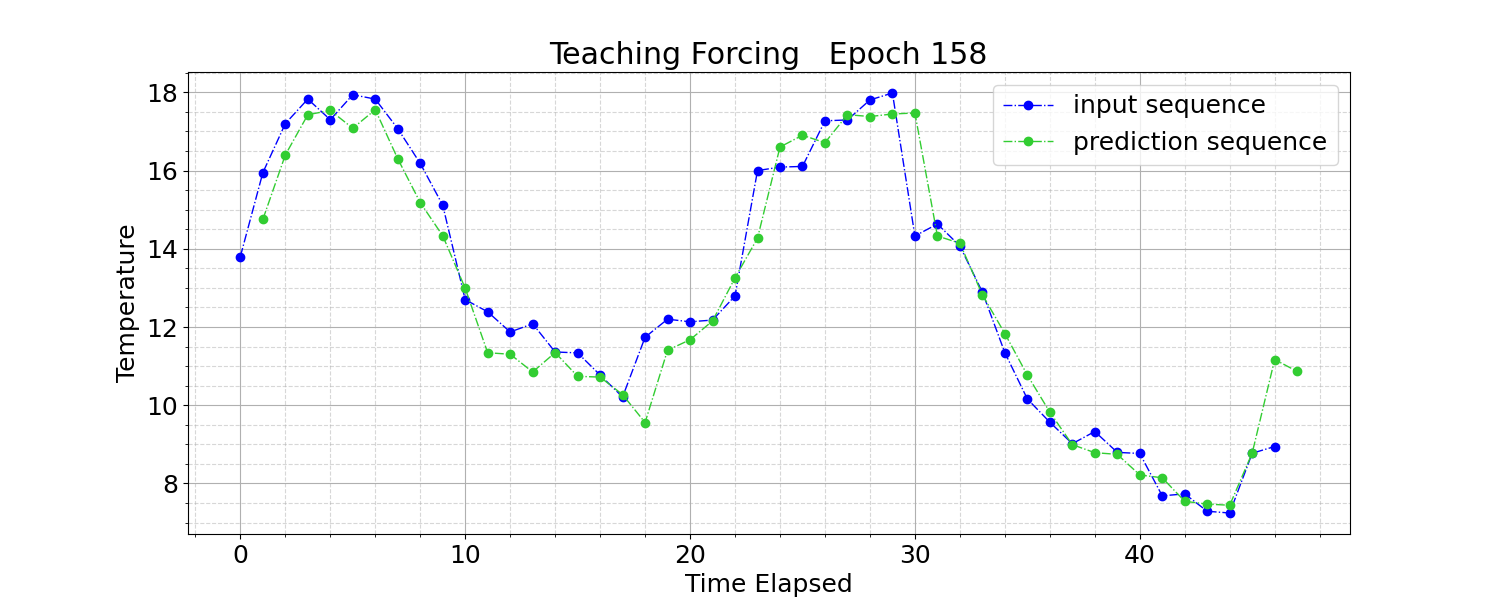 Teaching Forcing   Epoch 158
input sequence
prediction sequence
Temperature
18
16
14
12
10
8
0
10
20
30
40
Time Elapsed